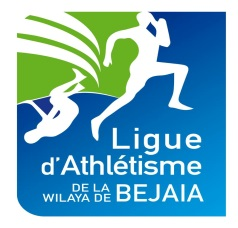 Ligue
d'Athlétisme
DE LA
WILAYA DE BEJAIA